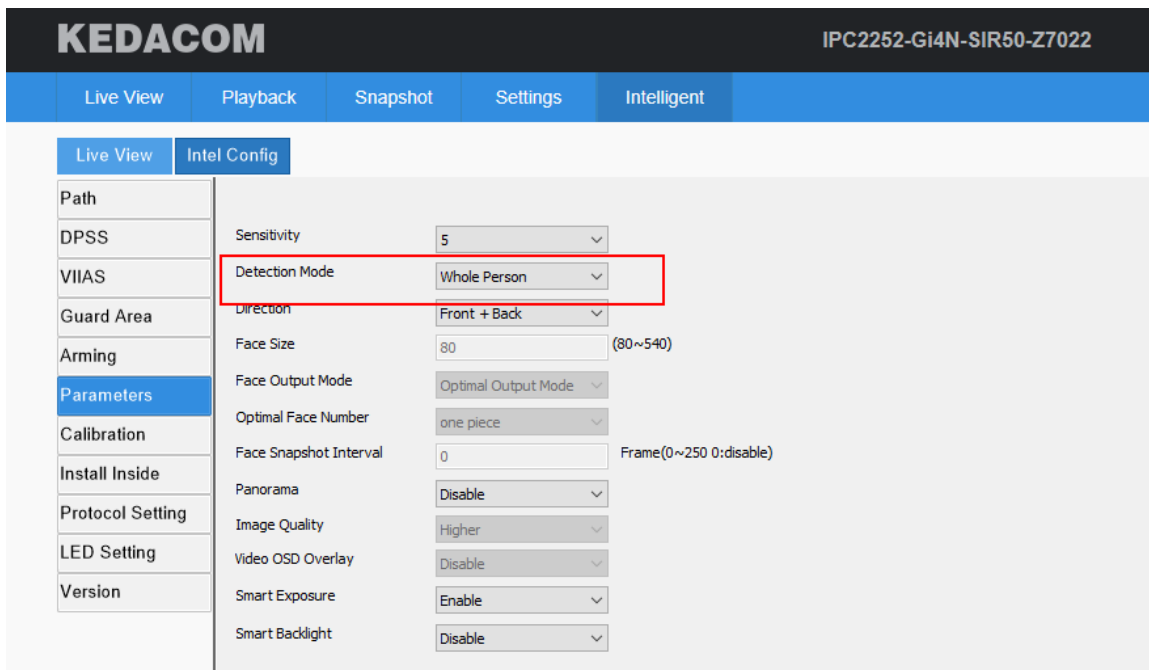 KEDACOM
IPC2252-Gi4N-SIR50-Z7022
Live View Playback Snapshot Settings Intelligent
Live View Intel Config
Path
DPSS
VIIAS
Guard Area
Arming
Parameters
Calibration
Install Inside
Protocol Setting
LED Setting
Version
Sensitivity 5
Detection Mode Whole Person
Direction Front + Back
Face Size 80 (80~540)
Face Output Mode Optimal Output Mode
Optimal Face Number one piece
Face Snapshot Interval 0 Frame(0~250 0:disable)
Panorama Disable
Image Quality Higher
Video OSD Overlay Disable
Smart Exposure Enable
Smart Backlight Disable